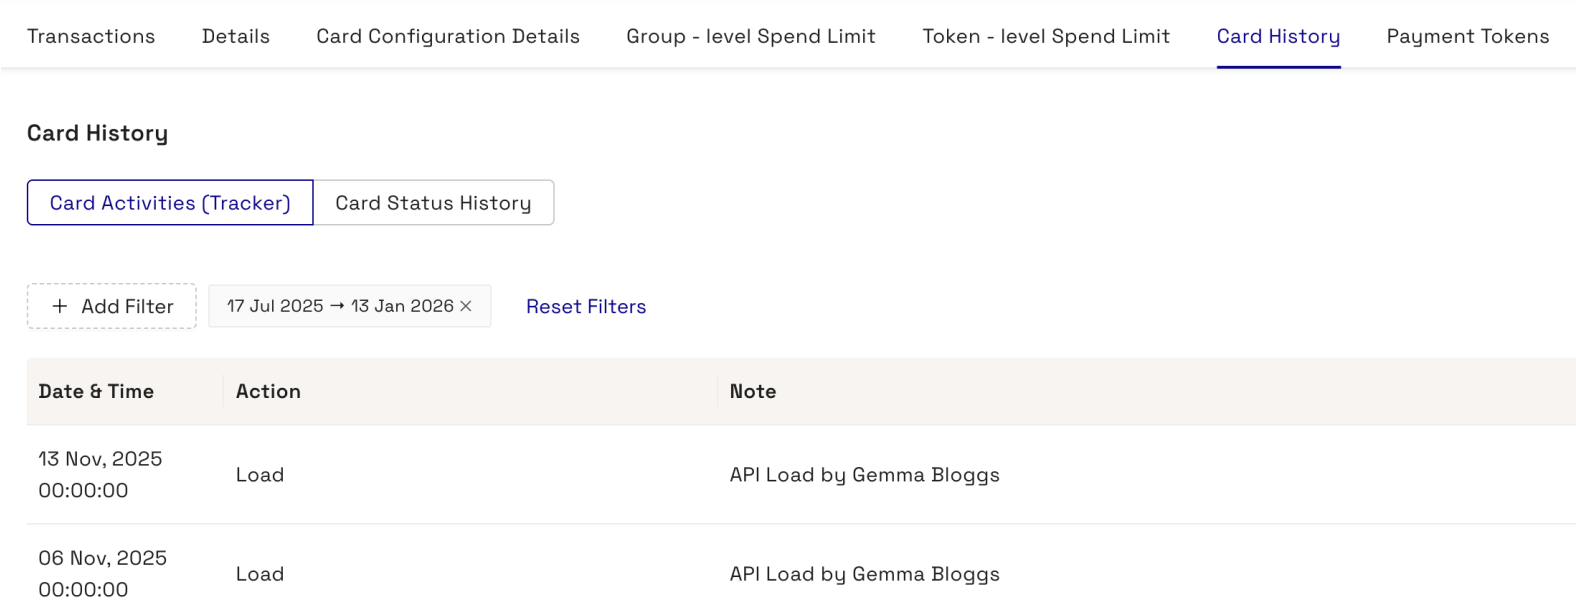 Transactions Details Card Configuration Details Group - level Spend Limit Token - level Spend Limit Card History Payment Tokens
Card History
Card Activities (Tracker) Card Status History
+ Add Filter 17 Jul 2025 → 13 Jan 2026 × Reset Filters
Date & Time Action Note
13 Nov, 2025
00:00:00
Load
API Load by Gemma Bloggs
06 Nov, 2025
00:00:00
Load
API Load by Gemma Bloggs